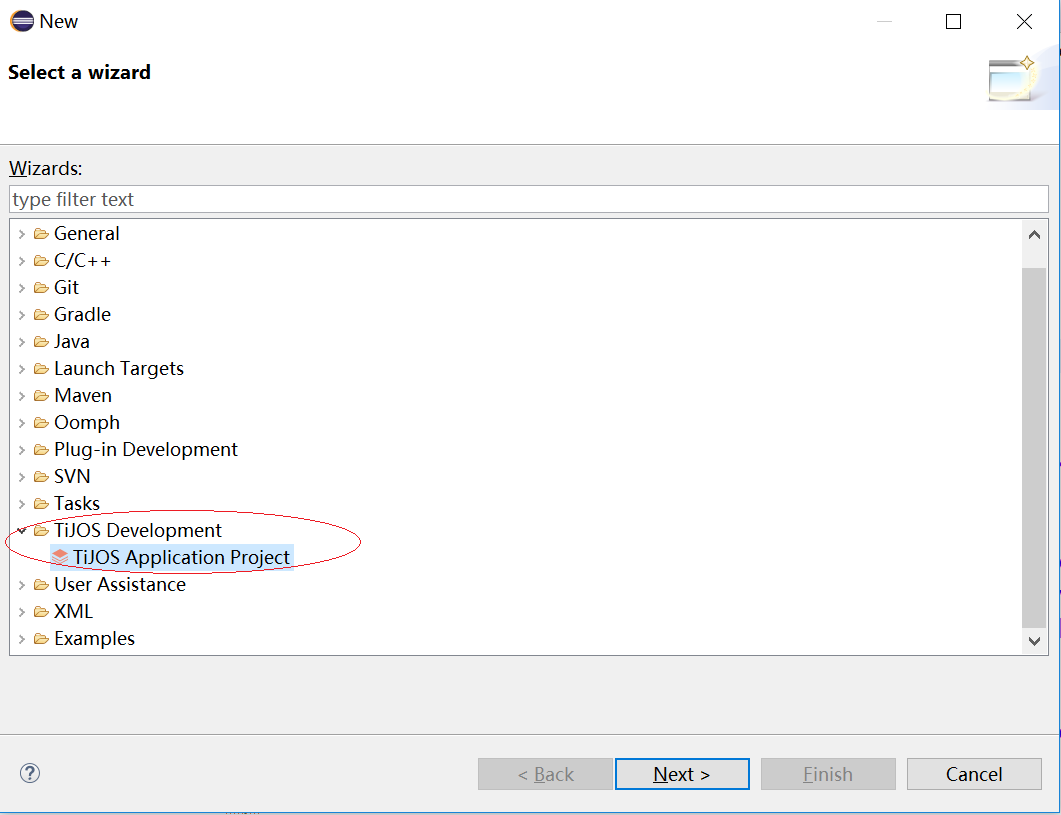 New
Select a wizard
Wizards:
type filter text
General
C/C++
Git
Gradle
Java
Launch Targets
Maven
Oomph
Plug-in Development
SVN
Tasks
TiJOS Development
TiJOS Application Project
User Assistance
XML
Examples
?
< Back Next > Finish Cancel